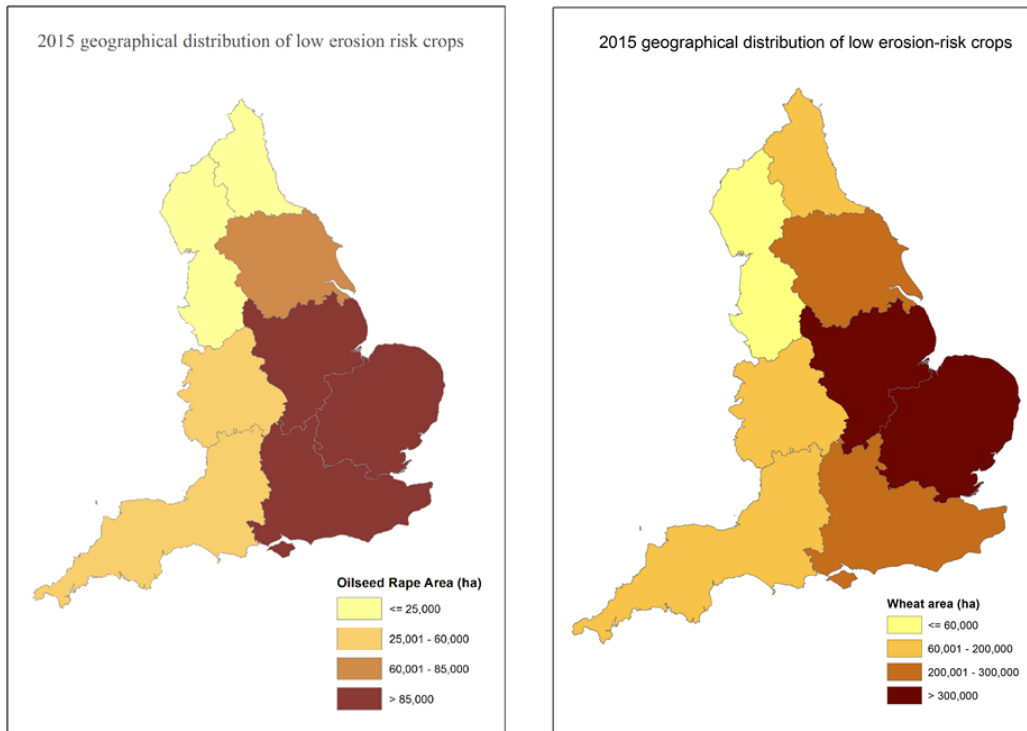 2015 geographical distribution of low erosion risk crops
Oilseed Rape Area (ha)
<= 25,000
25,001 - 60,000
60,001 - 85,000
> 85,000
2015 geographical distribution of low erosion-risk crops
Wheat area (ha)
<= 60,000
60,001 - 200,000
200,001 - 300,000
> 300,000